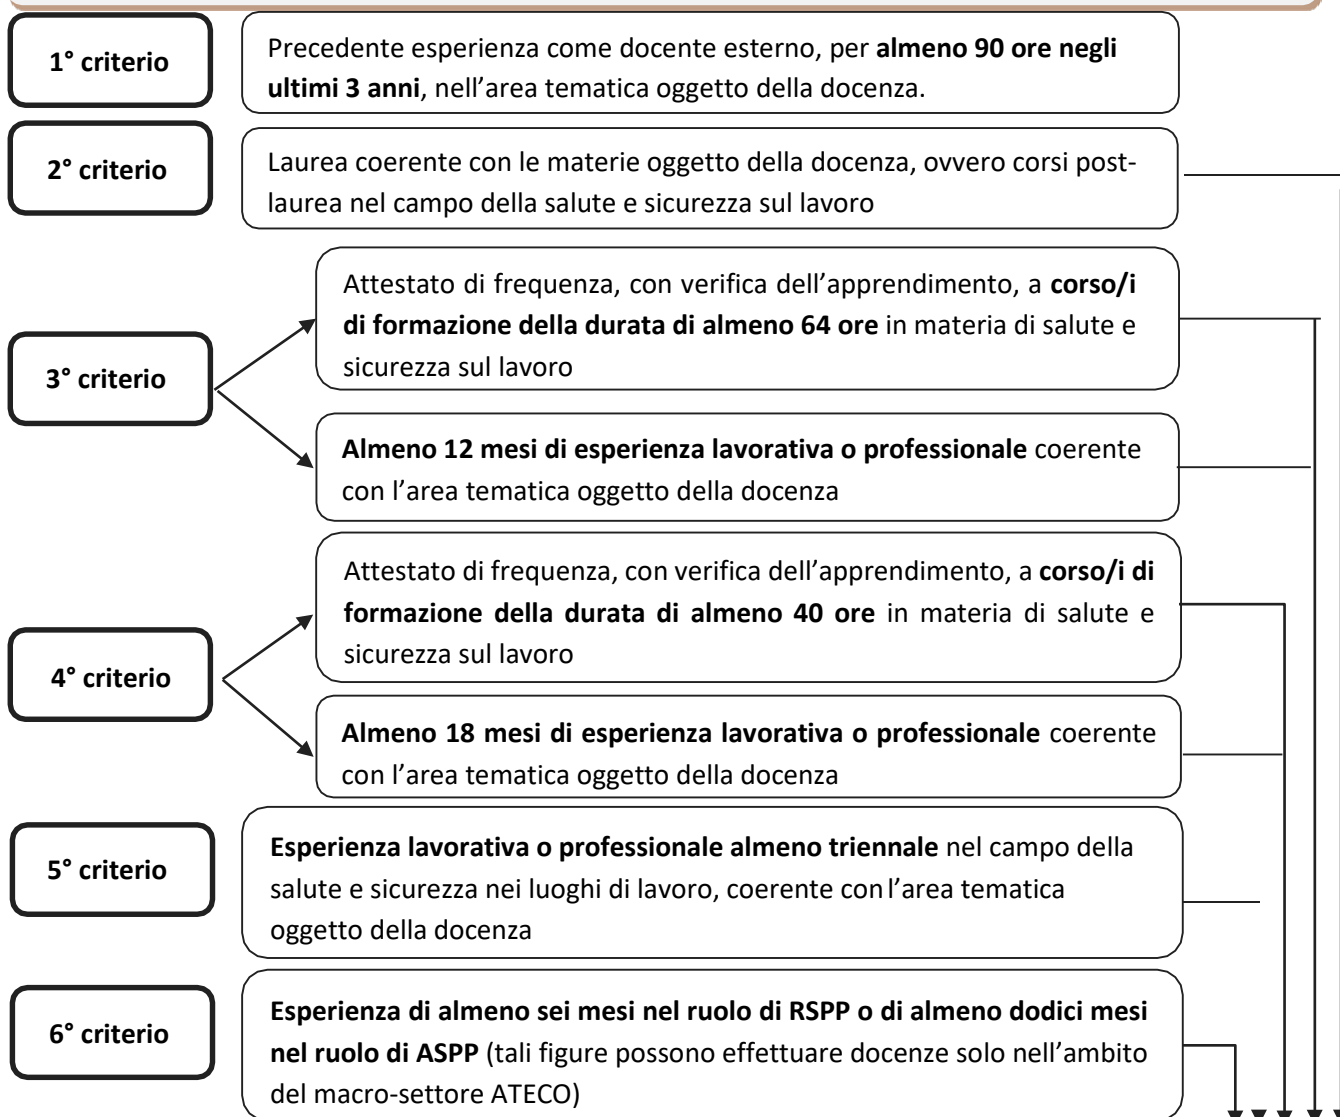 1° criterio
Precedente esperienza come docente esterno, per almeno 90 ore negli
ultimi 3 anni, nell’area tematica oggetto della docenza.
2° criterio
Laurea coerente con le materie oggetto della docenza, ovvero corsi post-
laurea nel campo della salute e sicurezza sul lavoro
3° criterio
Attestato di frequenza, con verifica dell’apprendimento, a corso/i
di formazione della durata di almeno 64 ore in materia di salute e
sicurezza sul lavoro
Almeno 12 mesi di esperienza lavorativa o professionale coerente
con l’area tematica oggetto della docenza
4° criterio
Attestato di frequenza, con verifica dell’apprendimento, a corso/i di
formazione della durata di almeno 40 ore in materia di salute e
sicurezza sul lavoro
Almeno 18 mesi di esperienza lavorativa o professionale coerente
con l’area tematica oggetto della docenza
5° criterio
Esperienza lavorativa o professionale almeno triennale nel campo della
salute e sicurezza nei luoghi di lavoro, coerente con l’area tematica
oggetto della docenza
6° criterio
Esperienza di almeno sei mesi nel ruolo di RSPP o di almeno dodici mesi
nel ruolo di ASPP (tali figure possono effettuare docenze solo nell’ambito
del macro-settore ATECO)